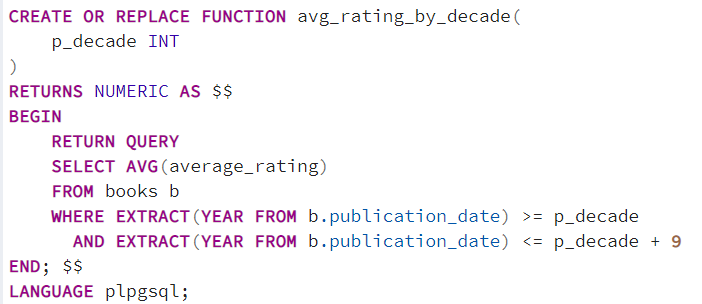 CREATE OR REPLACE FUNCTION avg_rating_by_decade(
    p_decade INT
)
RETURNS NUMERIC AS $$
BEGIN
    RETURN QUERY
    SELECT AVG(average_rating)
    FROM books b
    WHERE EXTRACT(YEAR FROM b.publication_date) >= p_decade
      AND EXTRACT(YEAR FROM b.publication_date) <= p_decade + 9
END; $$
LANGUAGE plpgsql;